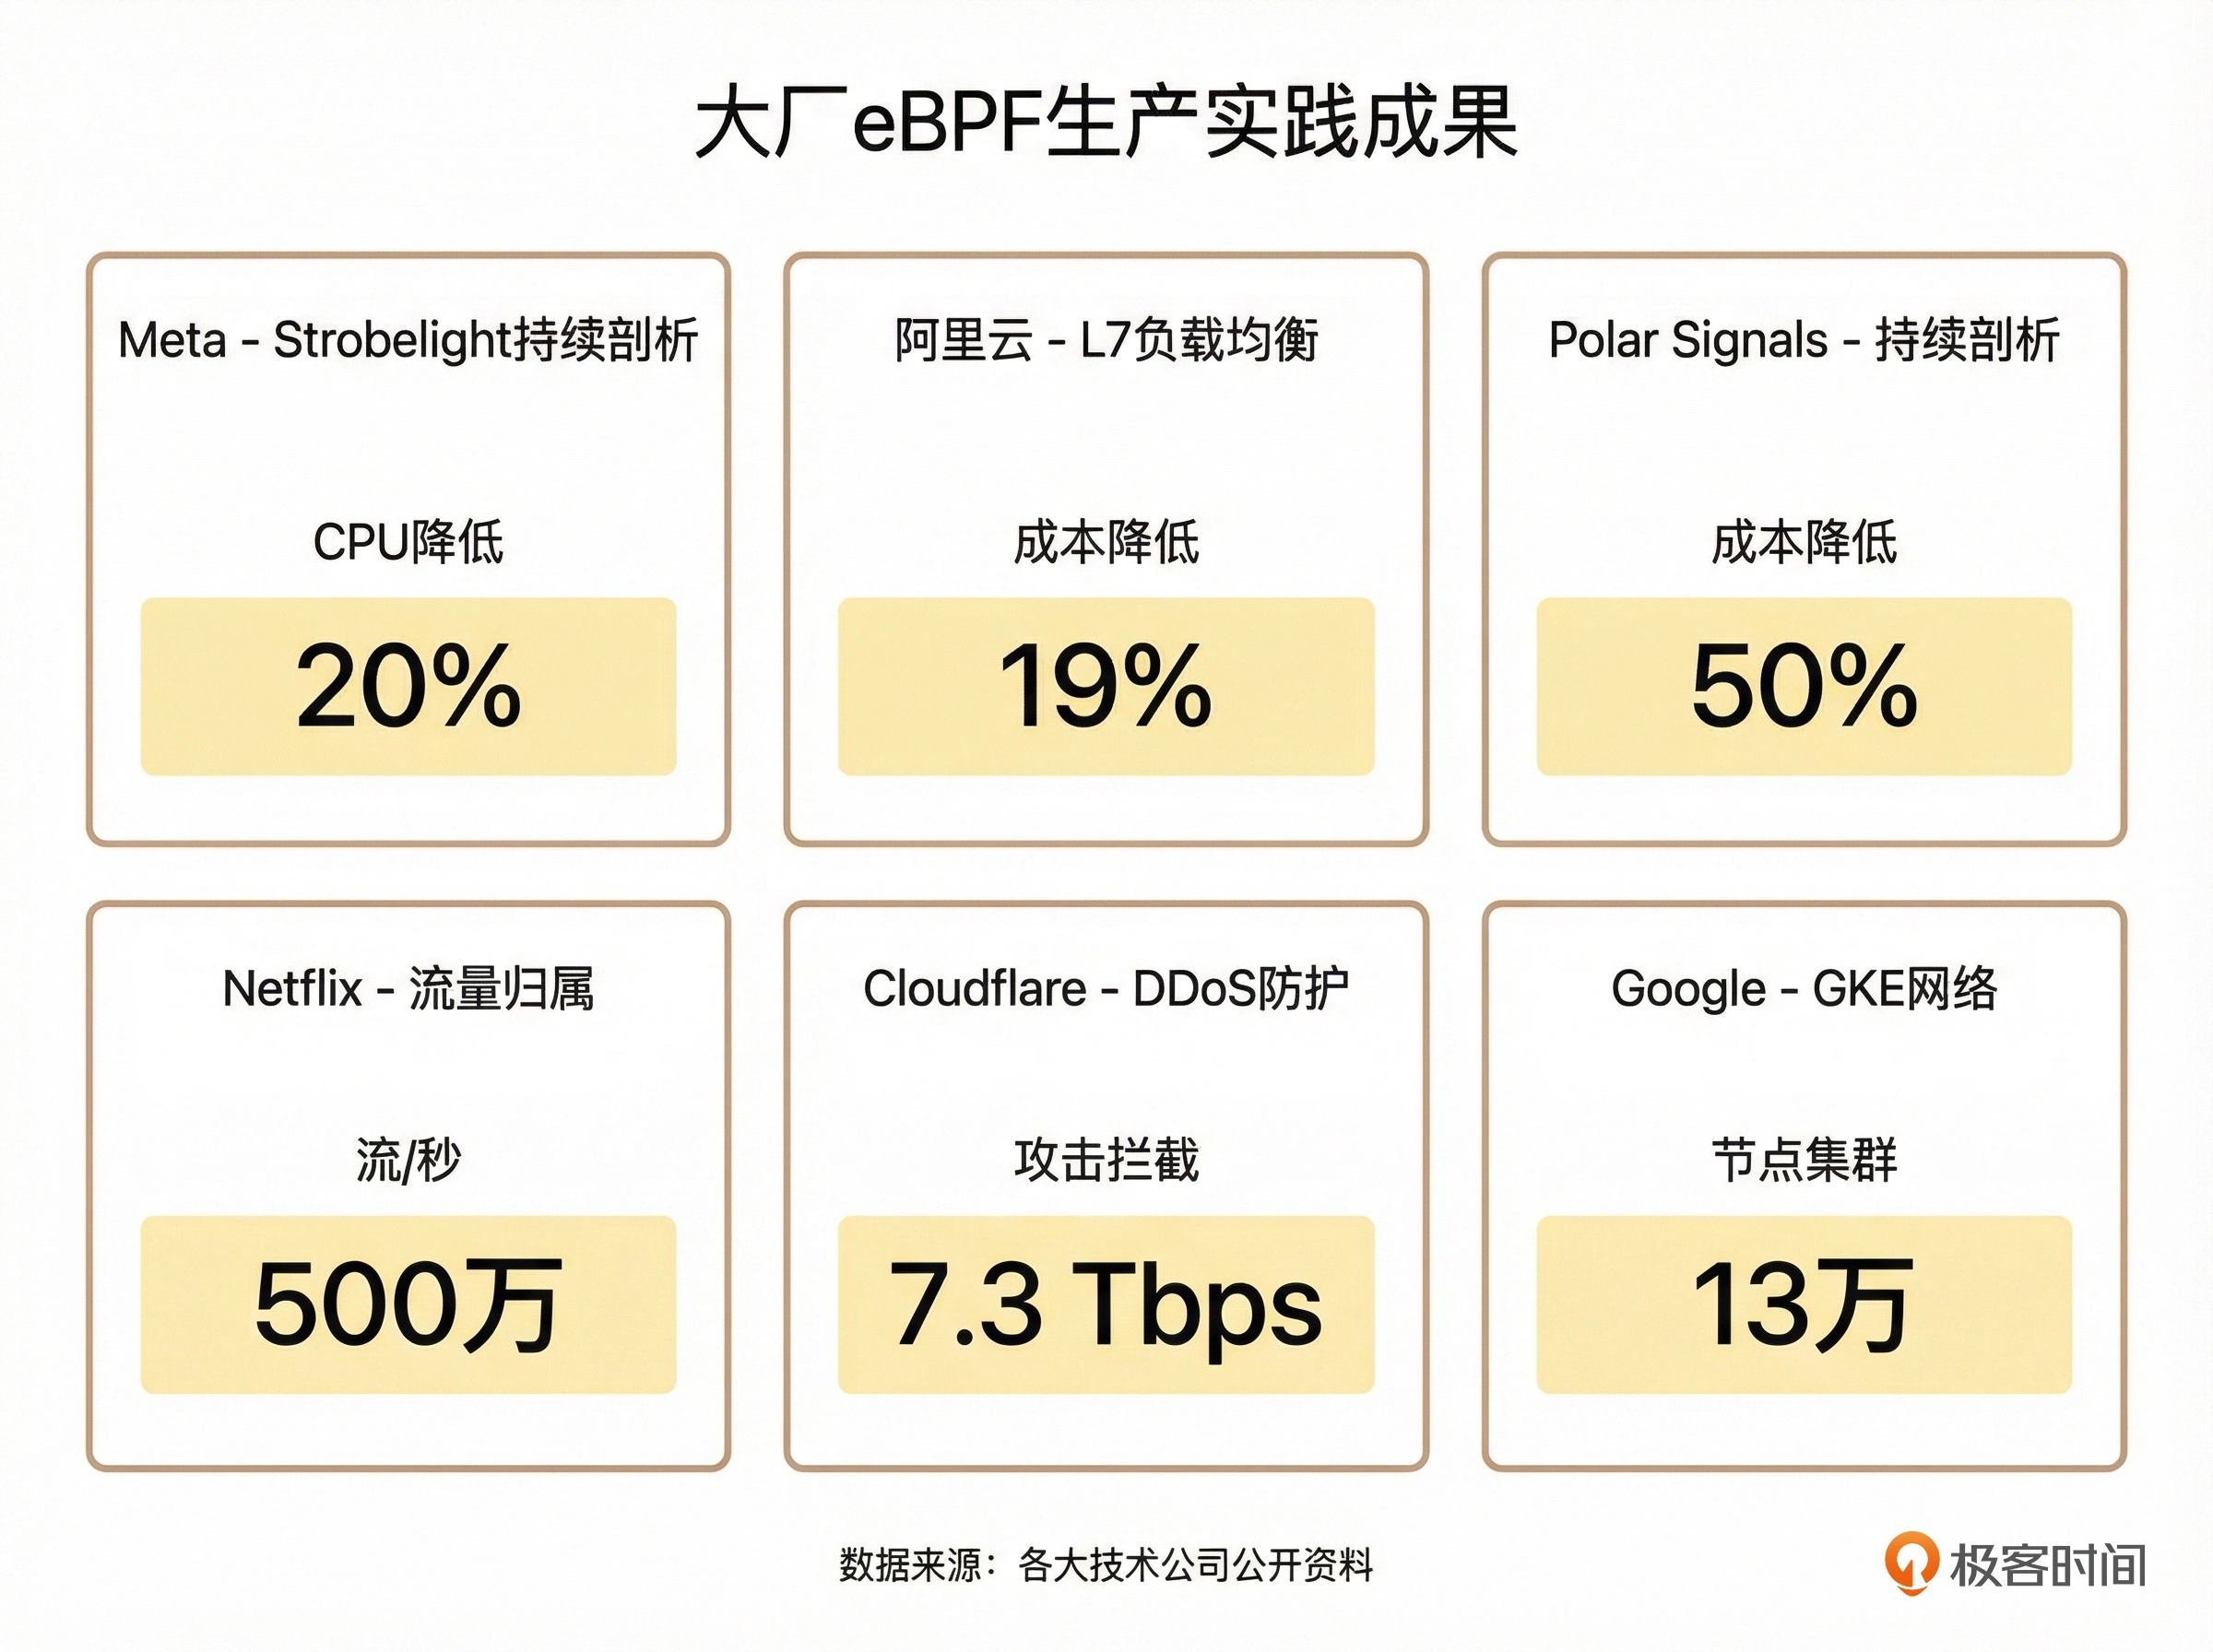 大厂eBPF生产实践成果
Meta - Strobelight持续剖析
CPU降低
20%
阿里云 - L7负载均衡
成本降低
19%
Polar Signals - 持续剖析
成本降低
50%
Netflix - 流量归属
流/秒
500万
Cloudflare - DDoS防护
攻击拦截
7.3 Tbps
Google - GKE网络
节点集群
13万
数据来源：各大技术公司公开资料
极客时间